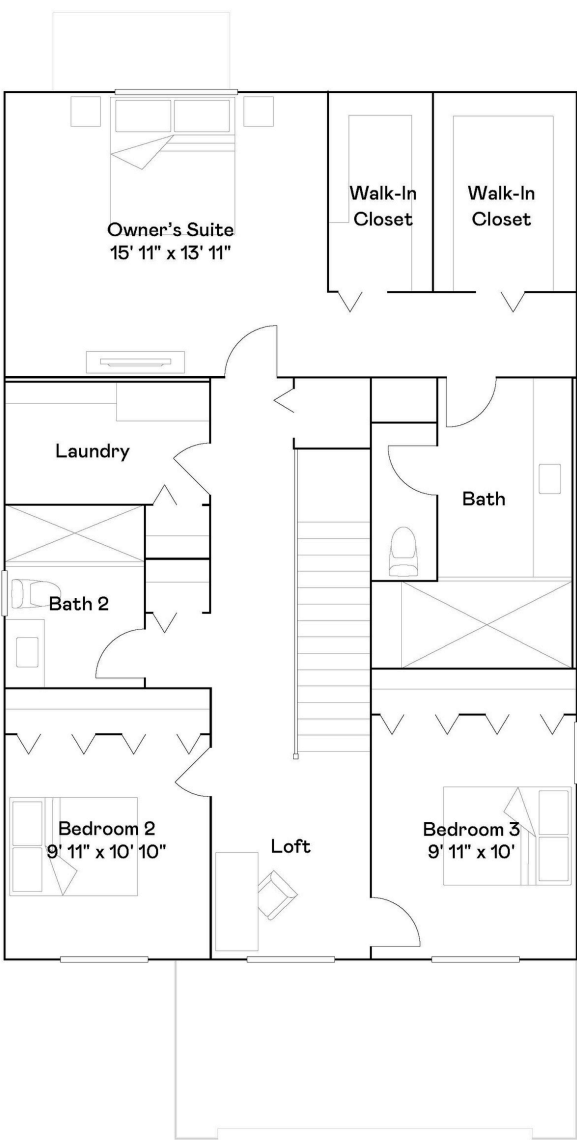 Owner's Suite
15' 11" x 13' 11"
Walk-In
Closet
Walk-In
Closet
Laundry
Bath
Bath 2
Bedroom 2
9' 11" x 10' 10"
Loft
Bedroom 3
9' 11" x 10'